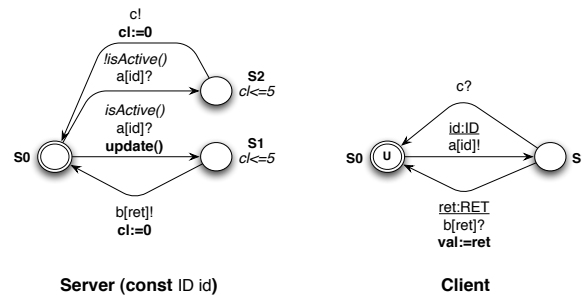 c!
cl:=0
!isActive()
a[id]?
S2
cl<=5
isActive()
a[id]?
update()
S1
cl<=5
S0
b[ret]!
cl:=0
Server (const ID id)
c?
id:ID
a[id]!
S0
U
S
ret:RET
b[ret]?
val:=ret
Client